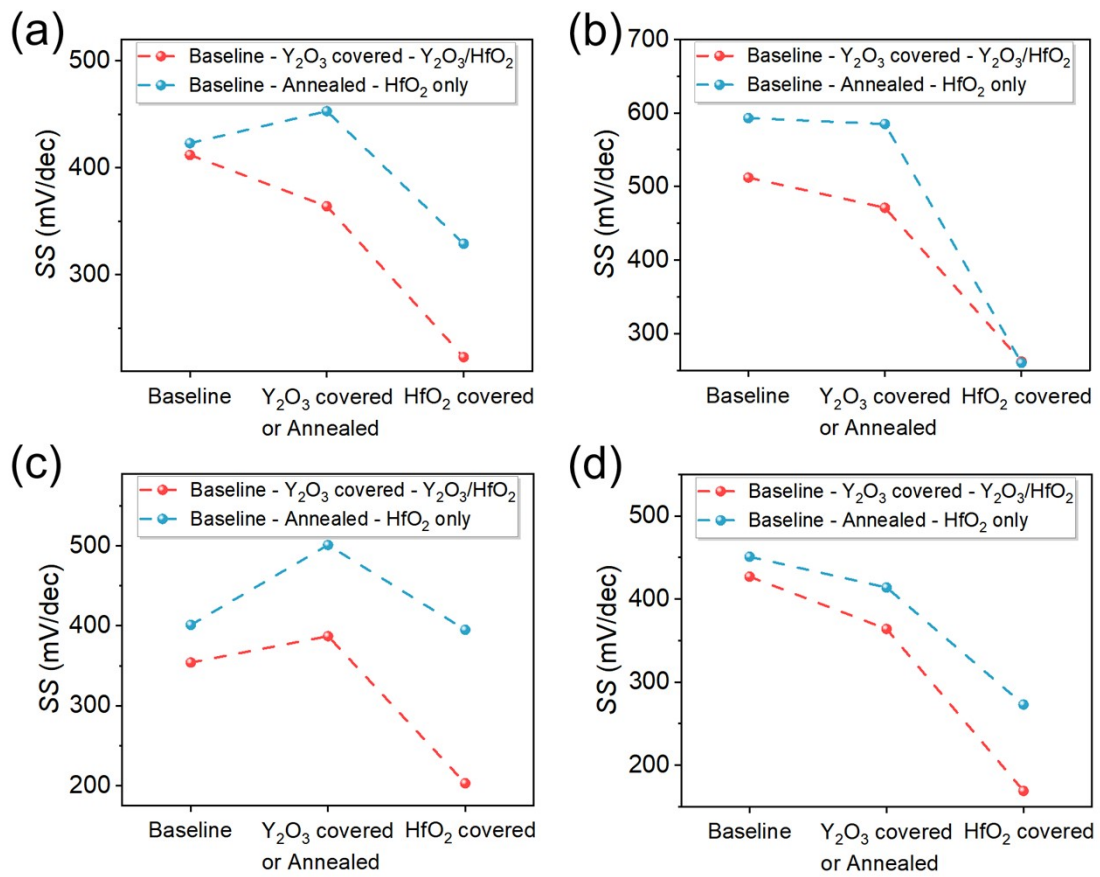 (a)
500
400
300
SS (mV/dec)
Baseline - Y₂O₃ covered - Y₂O₃/HfO₂
Baseline - Annealed - HfO₂ only
Baseline
Y₂O₃ covered
or Annealed
HfO₂ covered
(b)
700
600
500
400
300
SS (mV/dec)
Baseline - Y₂O₃ covered - Y₂O₃/HfO₂
Baseline - Annealed - HfO₂ only
Baseline
Y₂O₃ covered
or Annealed
HfO₂ covered
(c)
500
400
300
200
SS (mV/dec)
Baseline - Y₂O₃ covered - Y₂O₃/HfO₂
Baseline - Annealed - HfO₂ only
Baseline
Y₂O₃ covered
or Annealed
HfO₂ covered
(d)
500
400
300
200
SS (mV/dec)
Baseline - Y₂O₃ covered - Y₂O₃/HfO₂
Baseline - Annealed - HfO₂ only
Baseline
Y₂O₃ covered
or Annealed
HfO₂ covered